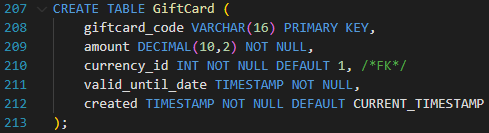 207 CREATE TABLE GiftCard (
208 giftcard_code VARCHAR(16) PRIMARY KEY,
209 amount DECIMAL(10,2) NOT NULL,
210 currency_id INT NOT NULL DEFAULT 1, /*FK*/
211 valid_until_date TIMESTAMP NOT NULL,
212 created TIMESTAMP NOT NULL DEFAULT CURRENT_TIMESTAMP
213 );